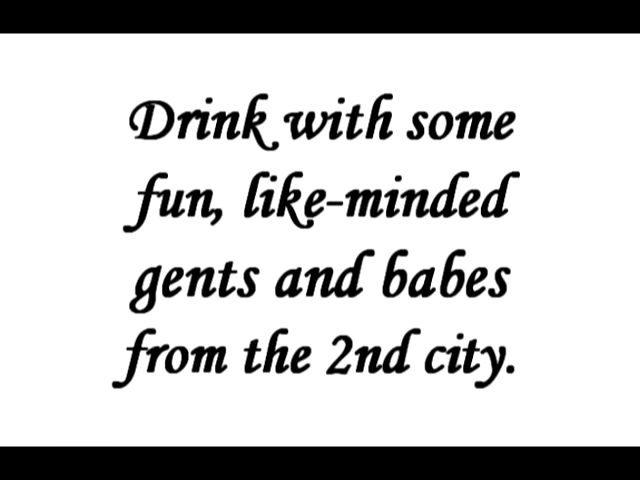 Drink with some
fun, like-minded
gents and babes
from the 2nd city.